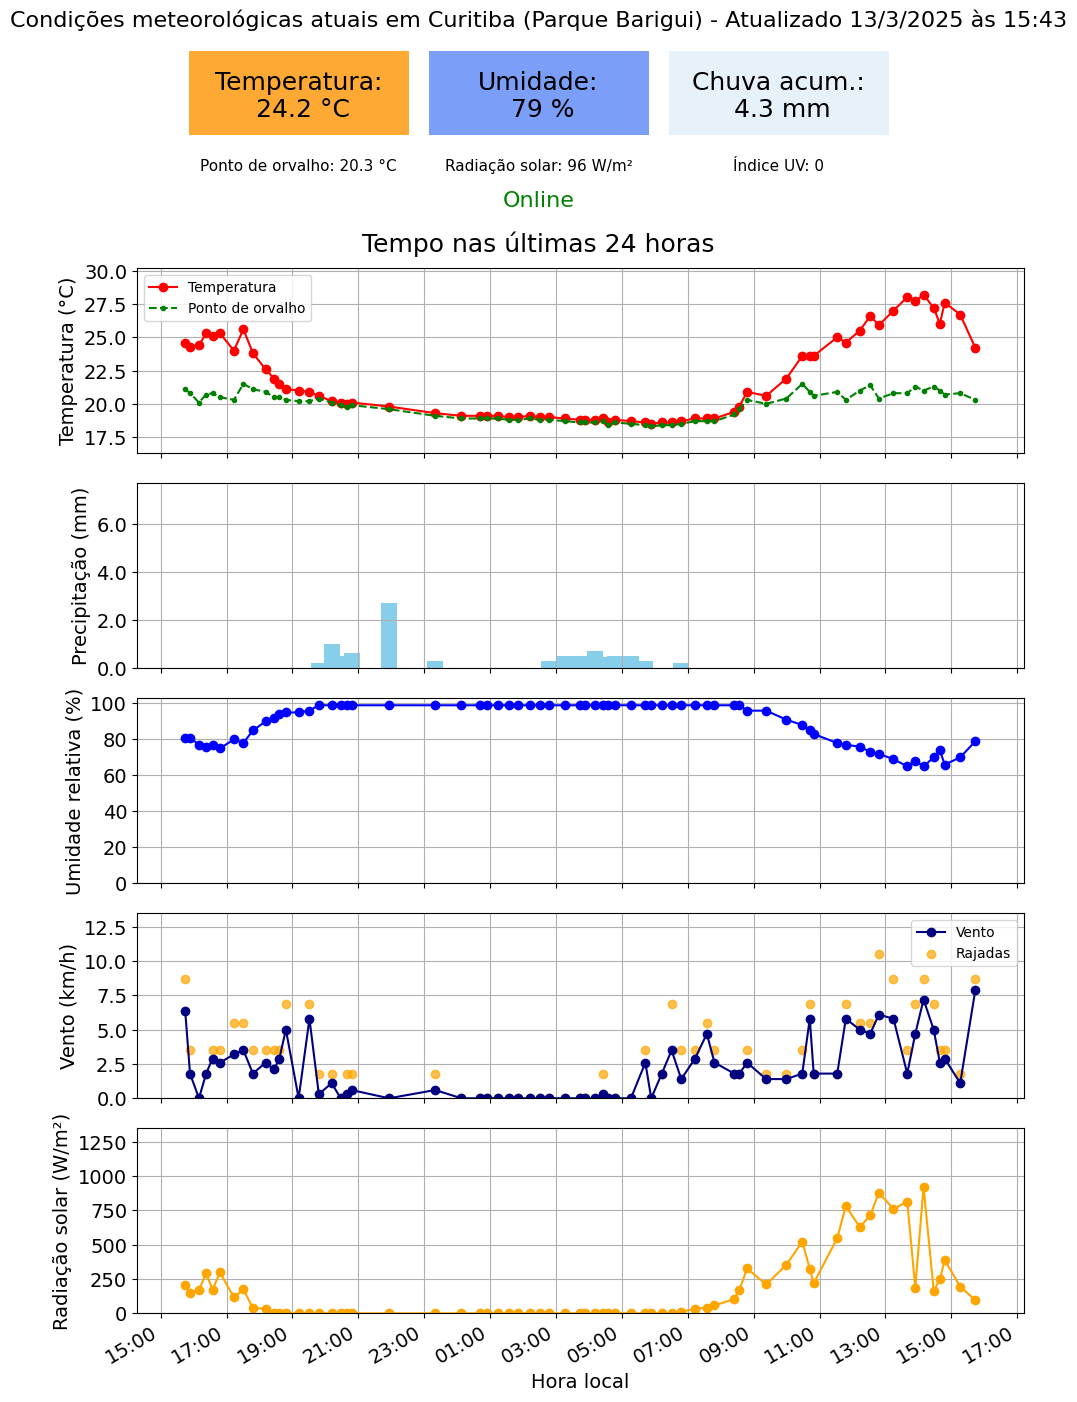 Condições meteorológicas atuais em Curitiba (Parque Barigui) - Atualizado 13/3/2025 às 15:43
Temperatura:
24.2 °C
Umidade:
79 %
Chuva acum.:
4.3 mm
Ponto de orvalho: 20.3 °C
Radiação solar: 96 W/m²
Índice UV: 0
Online
Tempo nas últimas 24 horas
Temperatura (°C)
30.0
27.5
25.0
22.5
20.0
17.5
Temperatura
Ponto de orvalho
Precipitação (mm)
6.0
4.0
2.0
0.0
Umidade relativa (%)
100
80
60
40
20
0
Vento (km/h)
12.5
10.0
7.5
5.0
2.5
0.0
Vento
Rajadas
Radiação solar (W/m²)
1250
1000
750
500
250
0
15:00
17:00
19:00
21:00
23:00
01:00
03:00
05:00
07:00
09:00
11:00
13:00
15:00
17:00
Hora local